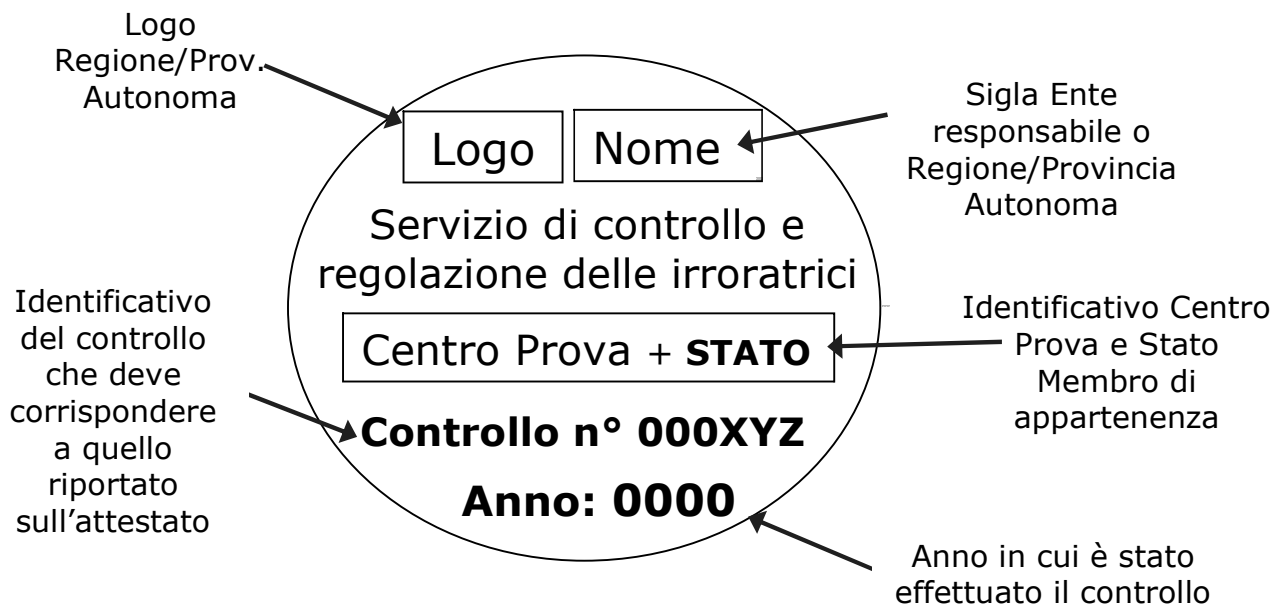 Logo
Regione/Prov.
Autonoma
Sigla Ente
responsabile o
Regione/Provincia
Autonoma
Logo
Nome
Servizio di controllo e
regolazione delle irroratrici
Centro Prova + STATO
Controllo n° 000XYZ
Anno: 0000
Identificativo
del controllo
che deve
corrispondere
a quello
riportato
sull’attestato
Identificativo Centro
Prova e Stato
Membro di
appartenenza
Anno in cui è stato
effettuato il controllo